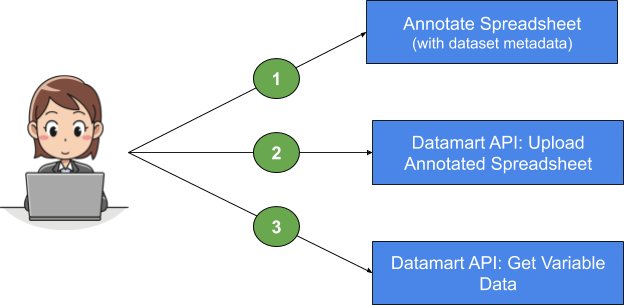 Annotate Spreadsheet
(with dataset metadata)
1
2
Datamart API: Upload
Annotated Spreadsheet
3
Datamart API: Get Variable
Data